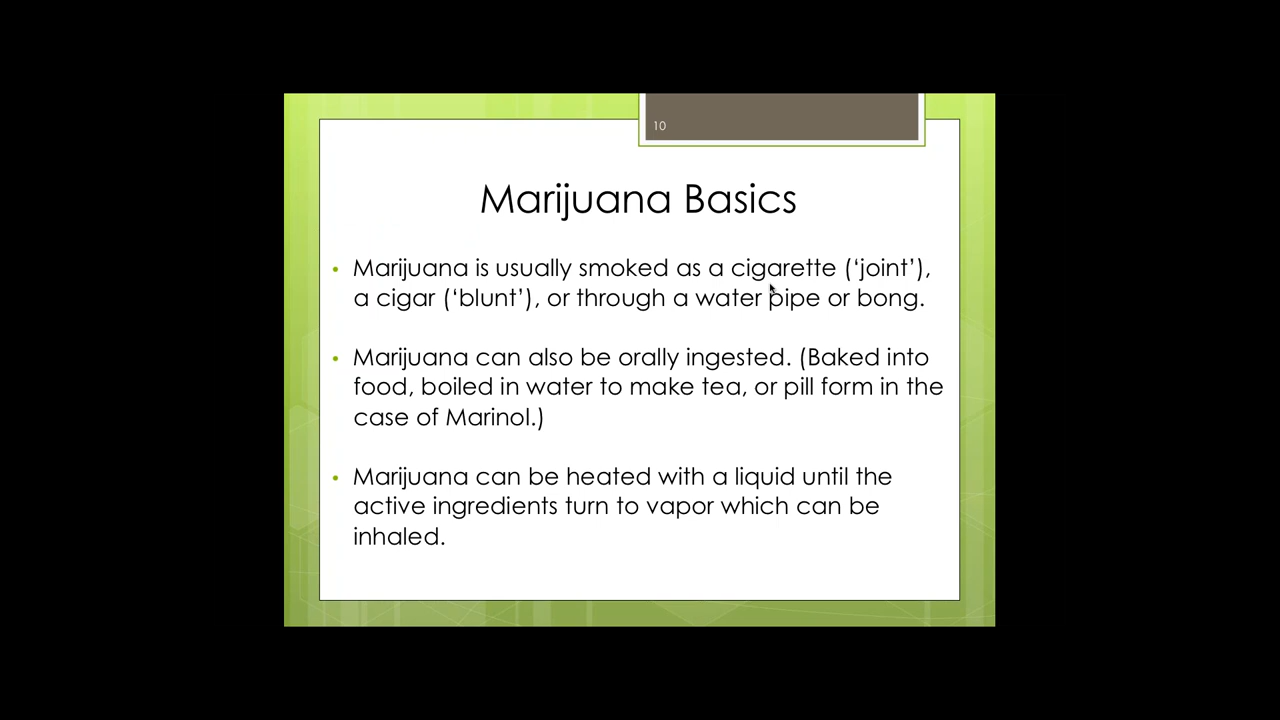 10
Marijuana Basics
• Marijuana is usually smoked as a cigarette (‘joint’),
a cigar (‘blunt’), or through a water pipe or bong.
• Marijuana can also be orally ingested. (Baked into
food, boiled in water to make tea, or pill form in the
case of Marinol.)
• Marijuana can be heated with a liquid until the
active ingredients turn to vapor which can be
inhaled.